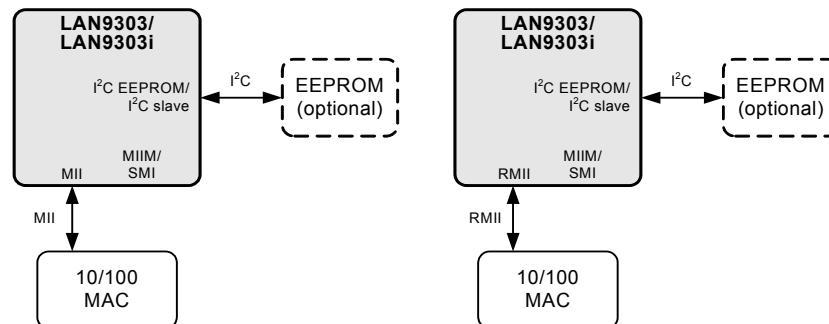 LAN9303/
LAN9303i
I²C EEPROM/
I²C slave
I²C
EEPROM
(optional)
MIIM/
SMI
MII
MII
10/100
MAC
LAN9303/
LAN9303i
I²C EEPROM/
I²C slave
I²C
EEPROM
(optional)
MIIM/
SMI
RMII
RMII
10/100
MAC